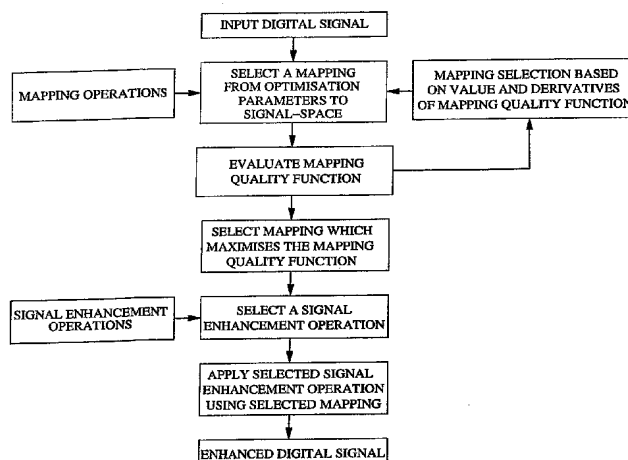 INPUT DIGITAL SIGNAL
MAPPING OPERATIONS
SELECT A MAPPING
FROM OPTIMISATION
PARAMETERS TO
SIGNAL-SPACE
MAPPING SELECTION BASED
ON VALUE AND DERIVATIVES
OF MAPPING QUALITY FUNCTION
EVALUATE MAPPING
QUALITY FUNCTION
SELECT MAPPING WHICH
MAXIMISES THE MAPPING
QUALITY FUNCTION
SIGNAL ENHANCEMENT
OPERATIONS
SELECT A SIGNAL
ENHANCEMENT OPERATION
APPLY SELECTED SIGNAL
ENHANCEMENT OPERATION
USING SELECTED MAPPING
ENHANCED DIGITAL SIGNAL